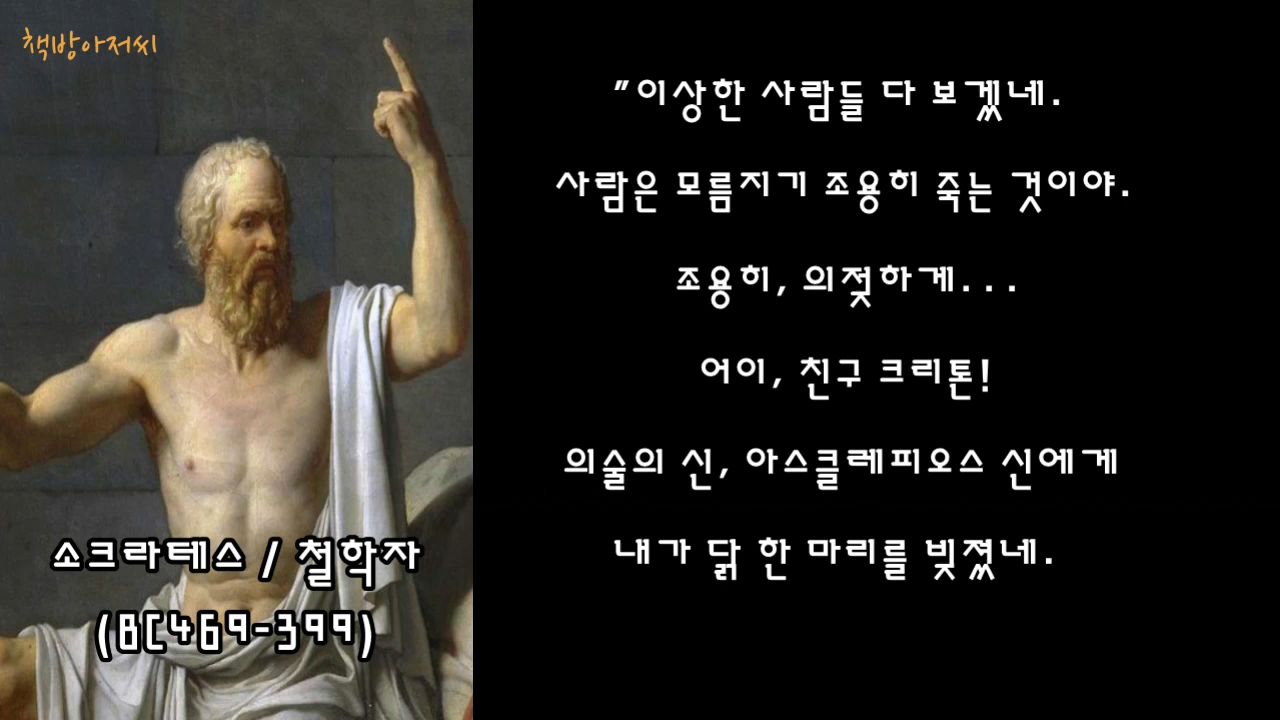 책방아저씨
"이상한 사람들 다 보겠네.
사람은 모름지기 조용히 죽는 것이야.
조용히, 의젓하게...
어이, 친구 크리톤!
의술의 신, 아스클레피오스 신에게
내가 닭 한 마리를 빚졌네.
소크라테스 / 철학자
(BC469-399)